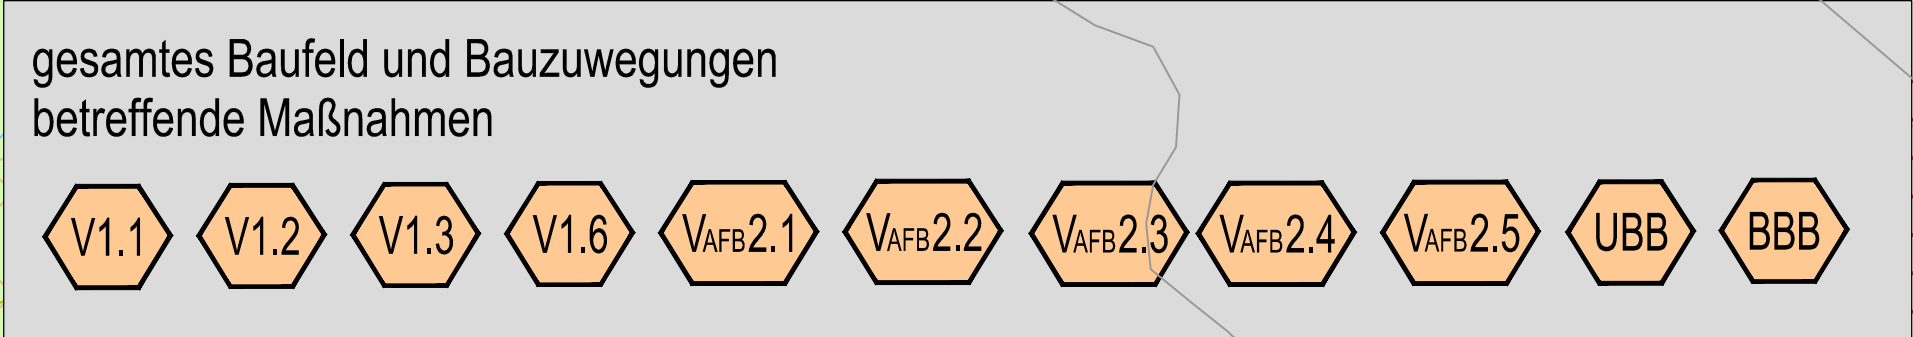 gesamtes Baufeld und Bauzuwegungen
betreffende Maßnahmen
V1.1 V1.2 V1.3 V1.6 VAFB2.1 VAFB2.2 VAFB2.3 VAFB2.4 VAFB2.5 UBB BBB